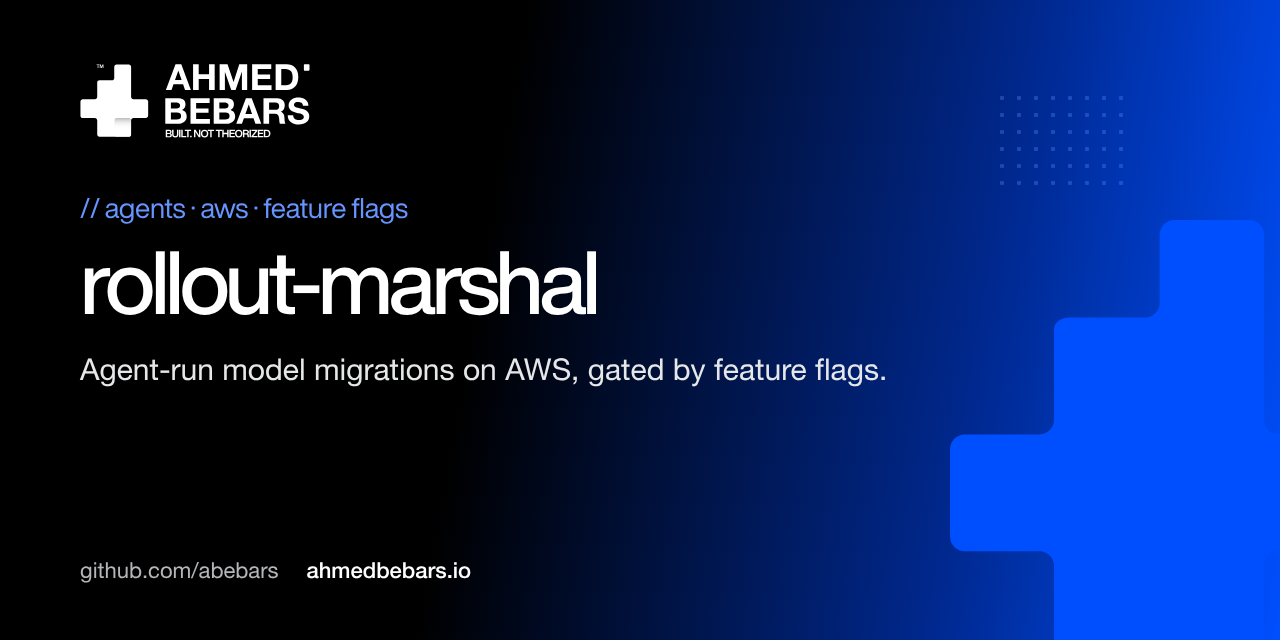 ™
AHMED
BEBARS
BUILT. NOT THEORIZED
// agents · aws · feature flags
rollout-marshal
Agent-run model migrations on AWS, gated by feature flags.
github.com/abebars ahmedbebars.io